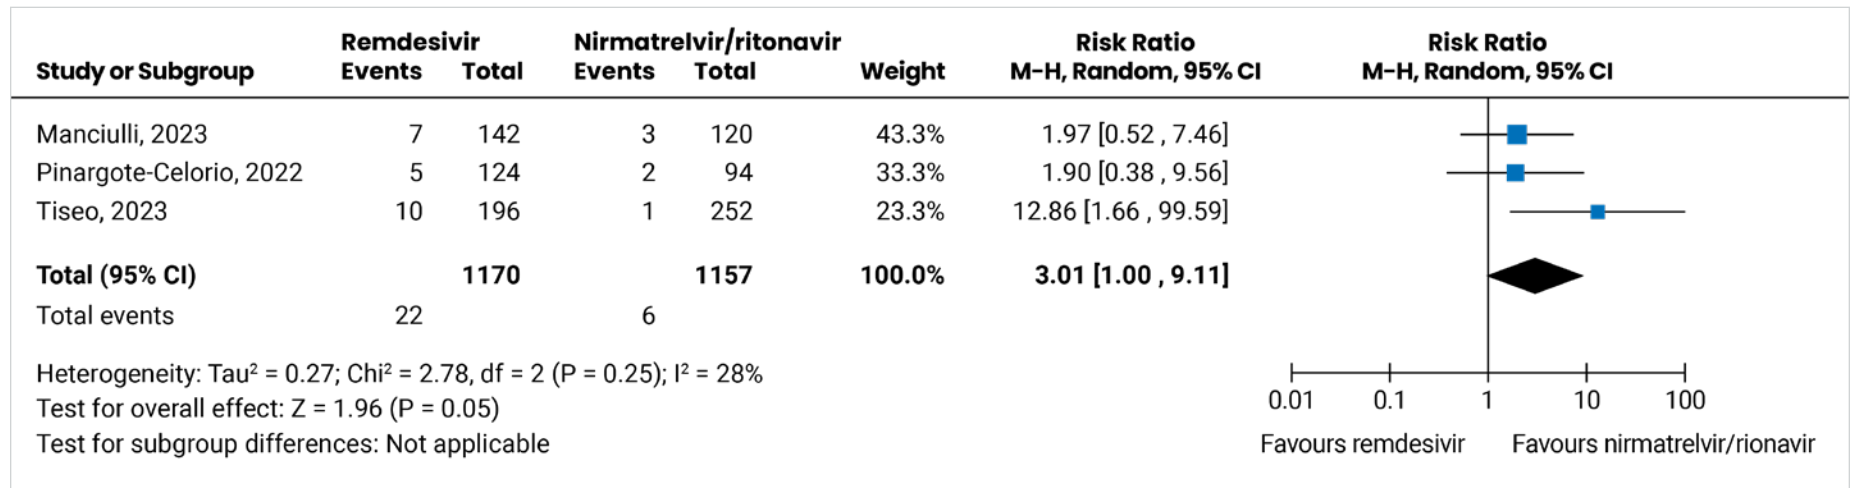 Remdesivir Nirmatrelvir/ritonavir Risk Ratio Risk Ratio
Study or Subgroup Events Total Events Total Weight M-H, Random, 95% CI M-H, Random, 95% CI
Manciulli, 2023 7 142 3 120 43.3% 1.97 [0.52 , 7.46]
Pinargote-Celorio, 2022 5 124 2 94 33.3% 1.90 [0.38 , 9.56]
Tiseo, 2023 10 196 1 252 23.3% 12.86 [1.66 , 99.59]
Total (95% CI) 1170 1157 100.0% 3.01 [1.00 , 9.11]
Total events 22 6
Heterogeneity: Tau² = 0.27; Chi² = 2.78, df = 2 (P = 0.25); I² = 28%
Test for overall effect: Z = 1.96 (P = 0.05)
Test for subgroup differences: Not applicable
0.01 0.1 1 10 100
Favours remdesivir Favours nirmatrelvir/rionavir